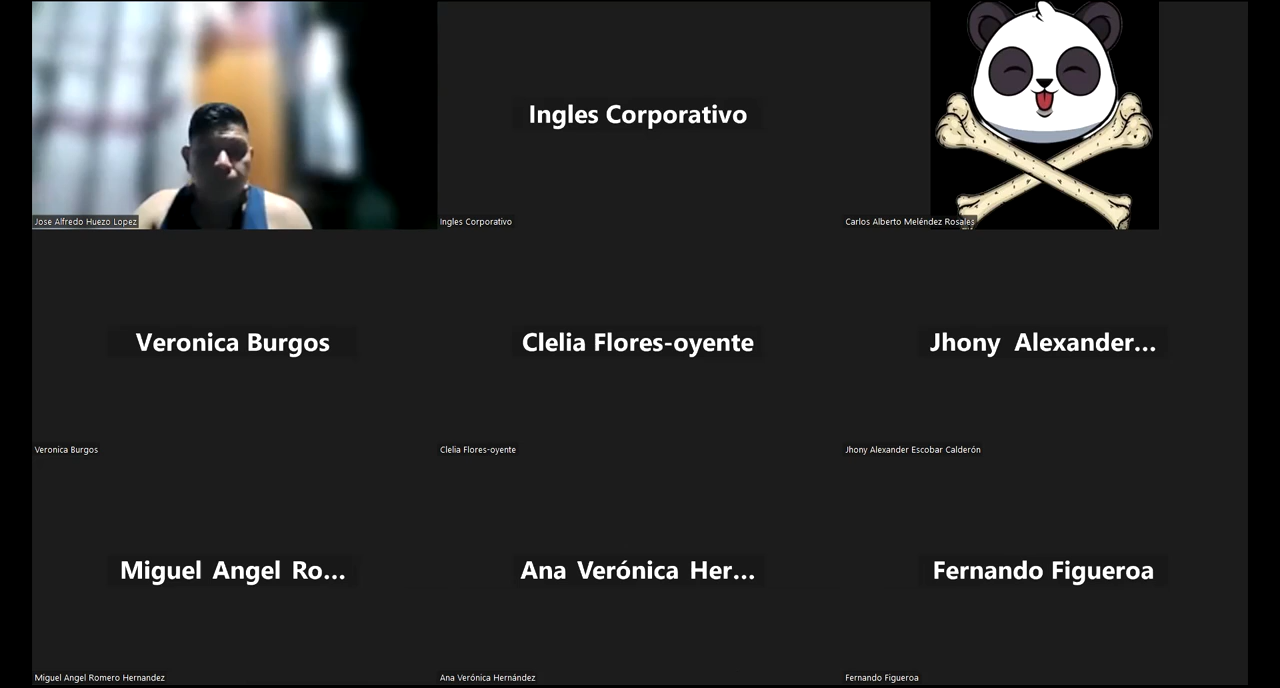 Jose Alfredo Huezo Lopez
Ingles Corporativo
Ingles Corporativo
Carlos Alberto Meléndez Rosales
Veronica Burgos
Veronica Burgos
Clelia Flores-oyente
Clelia Flores-oyente
Jhony Alexander...
Jhony Alexander Escobar Calderón
Miguel Angel Ro...
Miguel Angel Romero Hernandez
Ana Verónica Her...
Ana Verónica Hernández
Fernando Figueroa
Fernando Figueroa